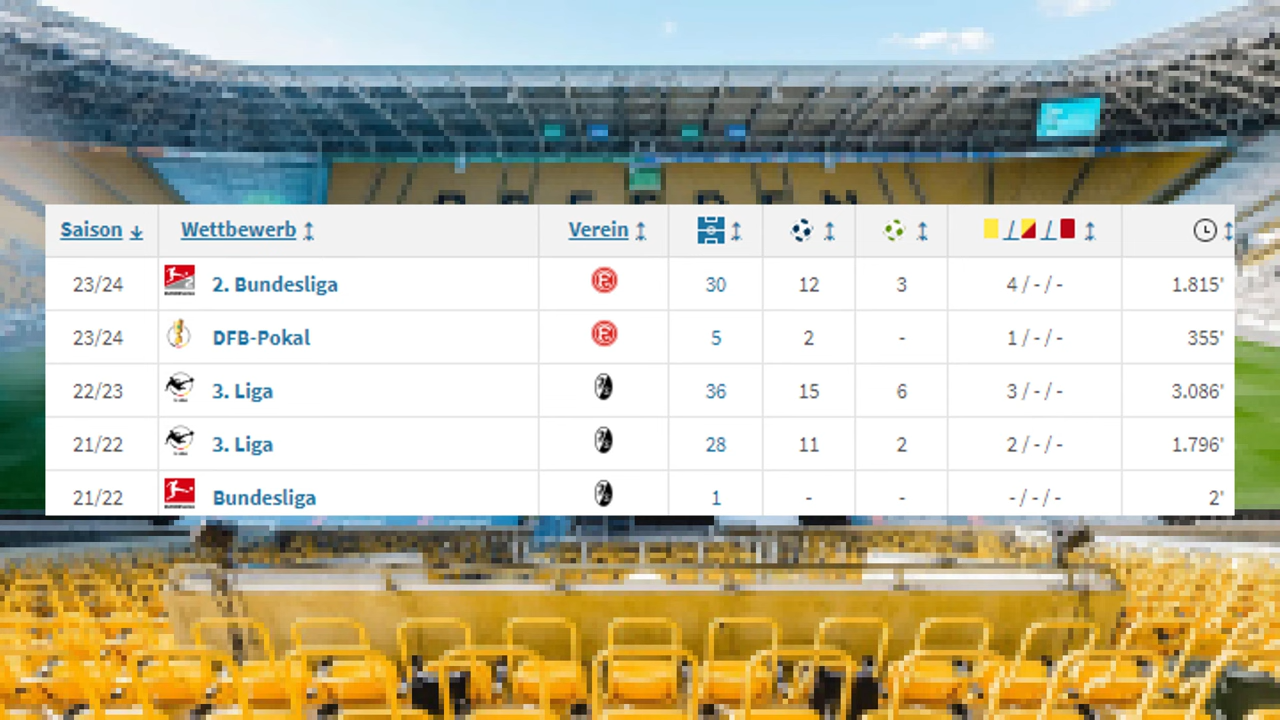 DRESDEN
Saison Wettbewerb Verein
23/24 2. Bundesliga 30 12 3 4 / - / - 1.815'
23/24 DFB-Pokal 5 2 - 1 / - / - 355'
22/23 3. Liga 36 15 6 3 / - / - 3.086'
21/22 3. Liga 28 11 2 2 / - / - 1.796'
21/22 Bundesliga 1 - - - / - / - 2'